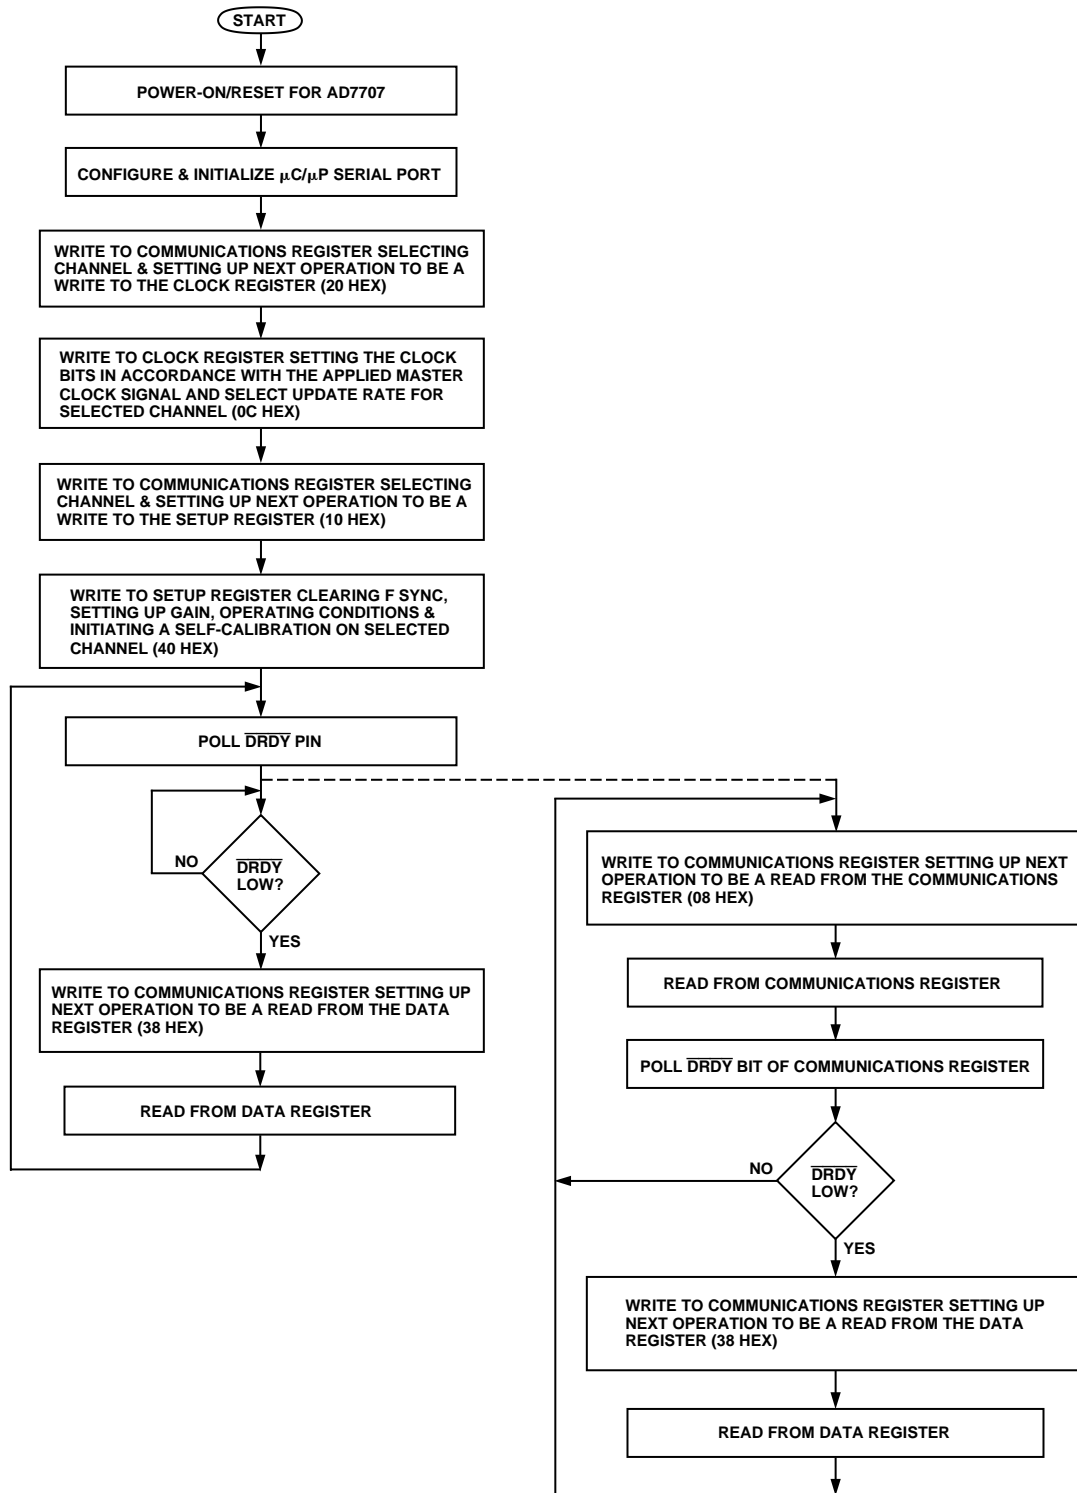 START
POWER-ON/RESET FOR AD7707
CONFIGURE & INITIALIZE μC/μP SERIAL PORT
WRITE TO COMMUNICATIONS REGISTER SELECTING
CHANNEL & SETTING UP NEXT OPERATION TO BE A
WRITE TO THE CLOCK REGISTER (20 HEX)
WRITE TO CLOCK REGISTER SETTING THE CLOCK
BITS IN ACCORDANCE WITH THE APPLIED MASTER
CLOCK SIGNAL AND SELECT UPDATE RATE FOR
SELECTED CHANNEL (0C HEX)
WRITE TO COMMUNICATIONS REGISTER SELECTING
CHANNEL & SETTING UP NEXT OPERATION TO BE A
WRITE TO THE SETUP REGISTER (10 HEX)
WRITE TO SETUP REGISTER CLEARING F SYNC,
SETTING UP GAIN, OPERATING CONDITIONS &
INITIATING A SELF-CALIBRATION ON SELECTED
CHANNEL (40 HEX)
POLL D̅R̅D̅Y̅ PIN
NO
D̅R̅D̅Y̅
LOW?
YES
WRITE TO COMMUNICATIONS REGISTER SETTING UP
NEXT OPERATION TO BE A READ FROM THE DATA
REGISTER (38 HEX)
READ FROM DATA REGISTER
WRITE TO COMMUNICATIONS REGISTER SETTING UP NEXT
OPERATION TO BE A READ FROM THE COMMUNICATIONS
REGISTER (08 HEX)
READ FROM COMMUNICATIONS REGISTER
POLL D̅R̅D̅Y̅ BIT OF COMMUNICATIONS REGISTER
NO
D̅R̅D̅Y̅
LOW?
YES
WRITE TO COMMUNICATIONS REGISTER SETTING UP
NEXT OPERATION TO BE A READ FROM THE DATA
REGISTER (38 HEX)
READ FROM DATA REGISTER